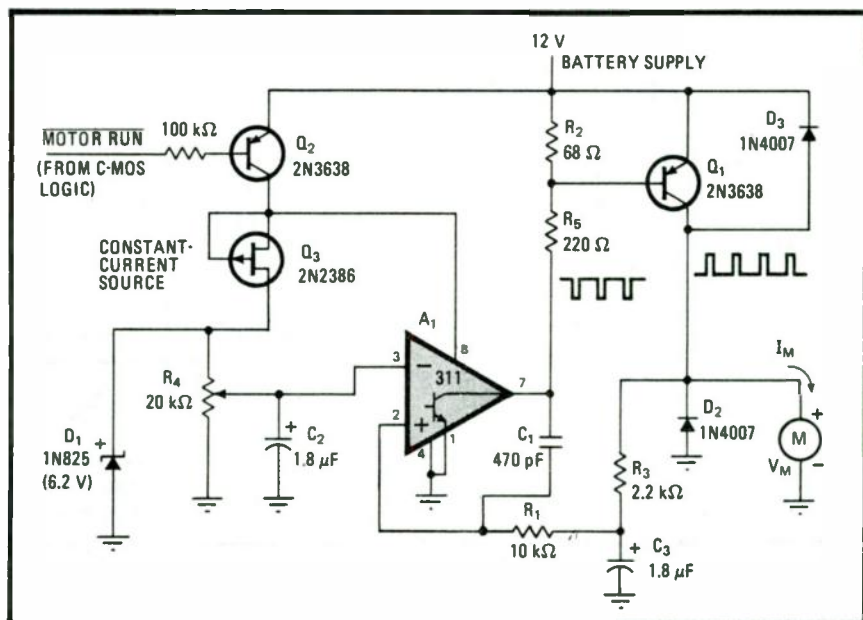 12 V
BATTERY SUPPLY
MOTOR RUN
(FROM C-MOS
LOGIC)
100 kΩ
Q2
2N3638
R2
68 Ω
D3
1N4007
Q1
2N3638
CONSTANT-
CURRENT
SOURCE
Q3
2N2386
R5
220 Ω
A1
8
3
−
311
7
2
+
4
1
R4
20 kΩ
+
C2
1.8 µF
D1
+
1N825
(6.2 V)
C1
470 pF
IM
D2
1N4007
+
M
VM
−
R3
2.2 kΩ
R1
10 kΩ
+
C3
1.8 µF